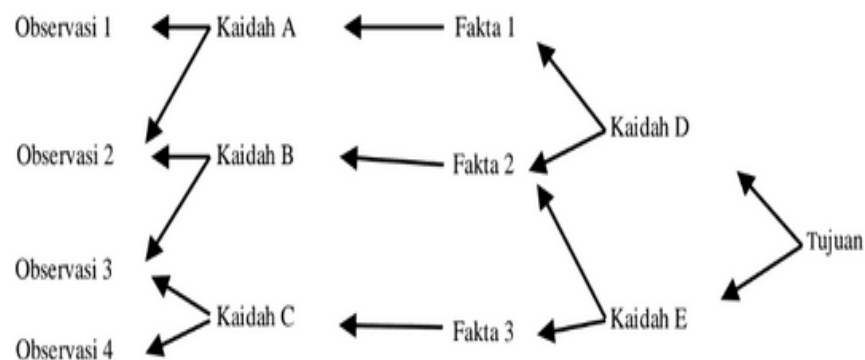 Observasi 1 Kaidah A Fakta 1
Kaidah D
Observasi 2 Kaidah B Fakta 2
Tujuan
Observasi 3
Kaidah C Fakta 3 Kaidah E
Observasi 4